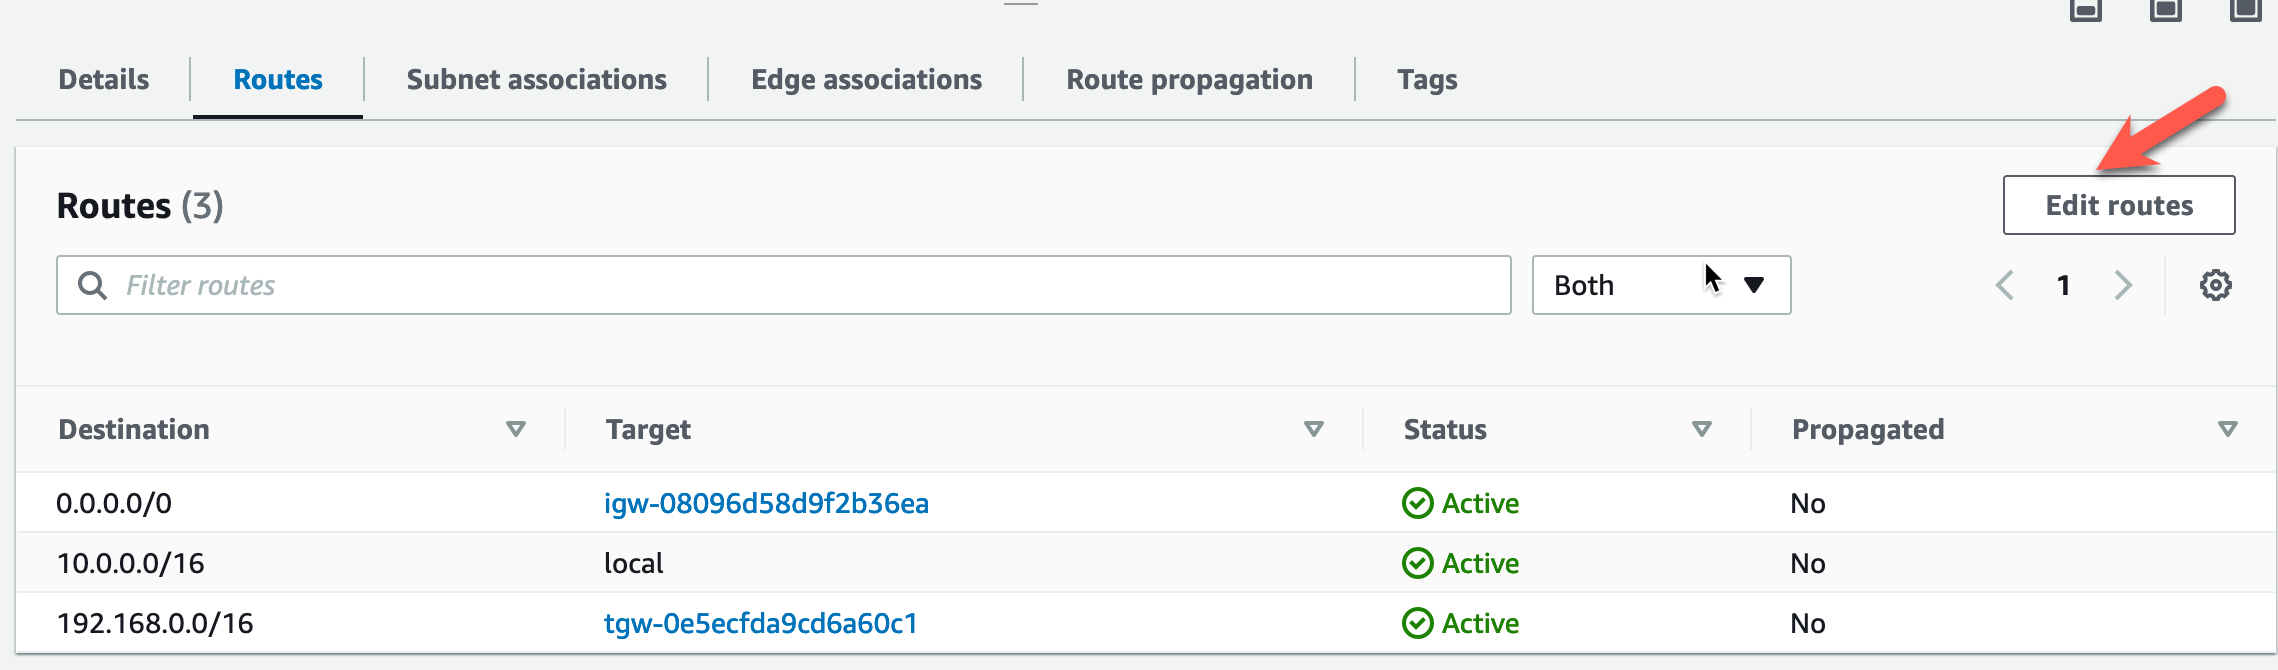 Details Routes Subnet associations Edge associations Route propagation Tags
Routes (3)
Edit routes
Filter routes Both 1
Destination Target Status Propagated
0.0.0.0/0 igw-08096d58d9f2b36ea Active No
10.0.0.0/16 local Active No
192.168.0.0/16 tgw-0e5ecfda9cd6a60c1 Active No